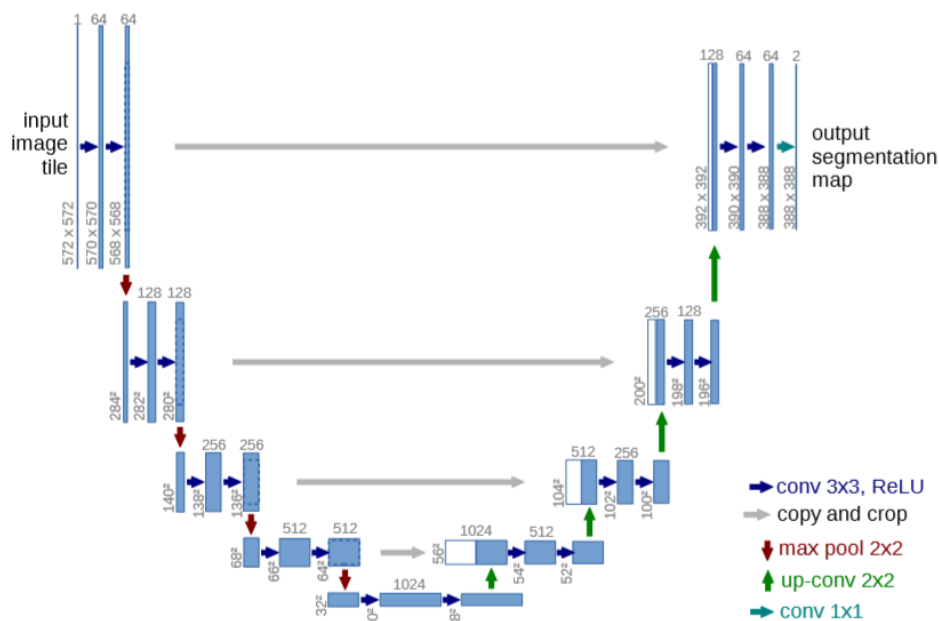 1 64 64
input
image
tile
572 x 572
570 x 570
568 x 568
128 64 64 2
output
segmentation
map
392 x 392
390 x 390
388 x 388
388 x 388
128 128
284²
282²
280²
256 128
200²
198²
196²
256 256
140²
138²
136²
512 256
104²
102²
100²
512 512
68²
66²
64²
1024 512
56²
54²
52²
1024
32²
0²
8²
conv 3x3, ReLU
copy and crop
max pool 2x2
up-conv 2x2
conv 1x1